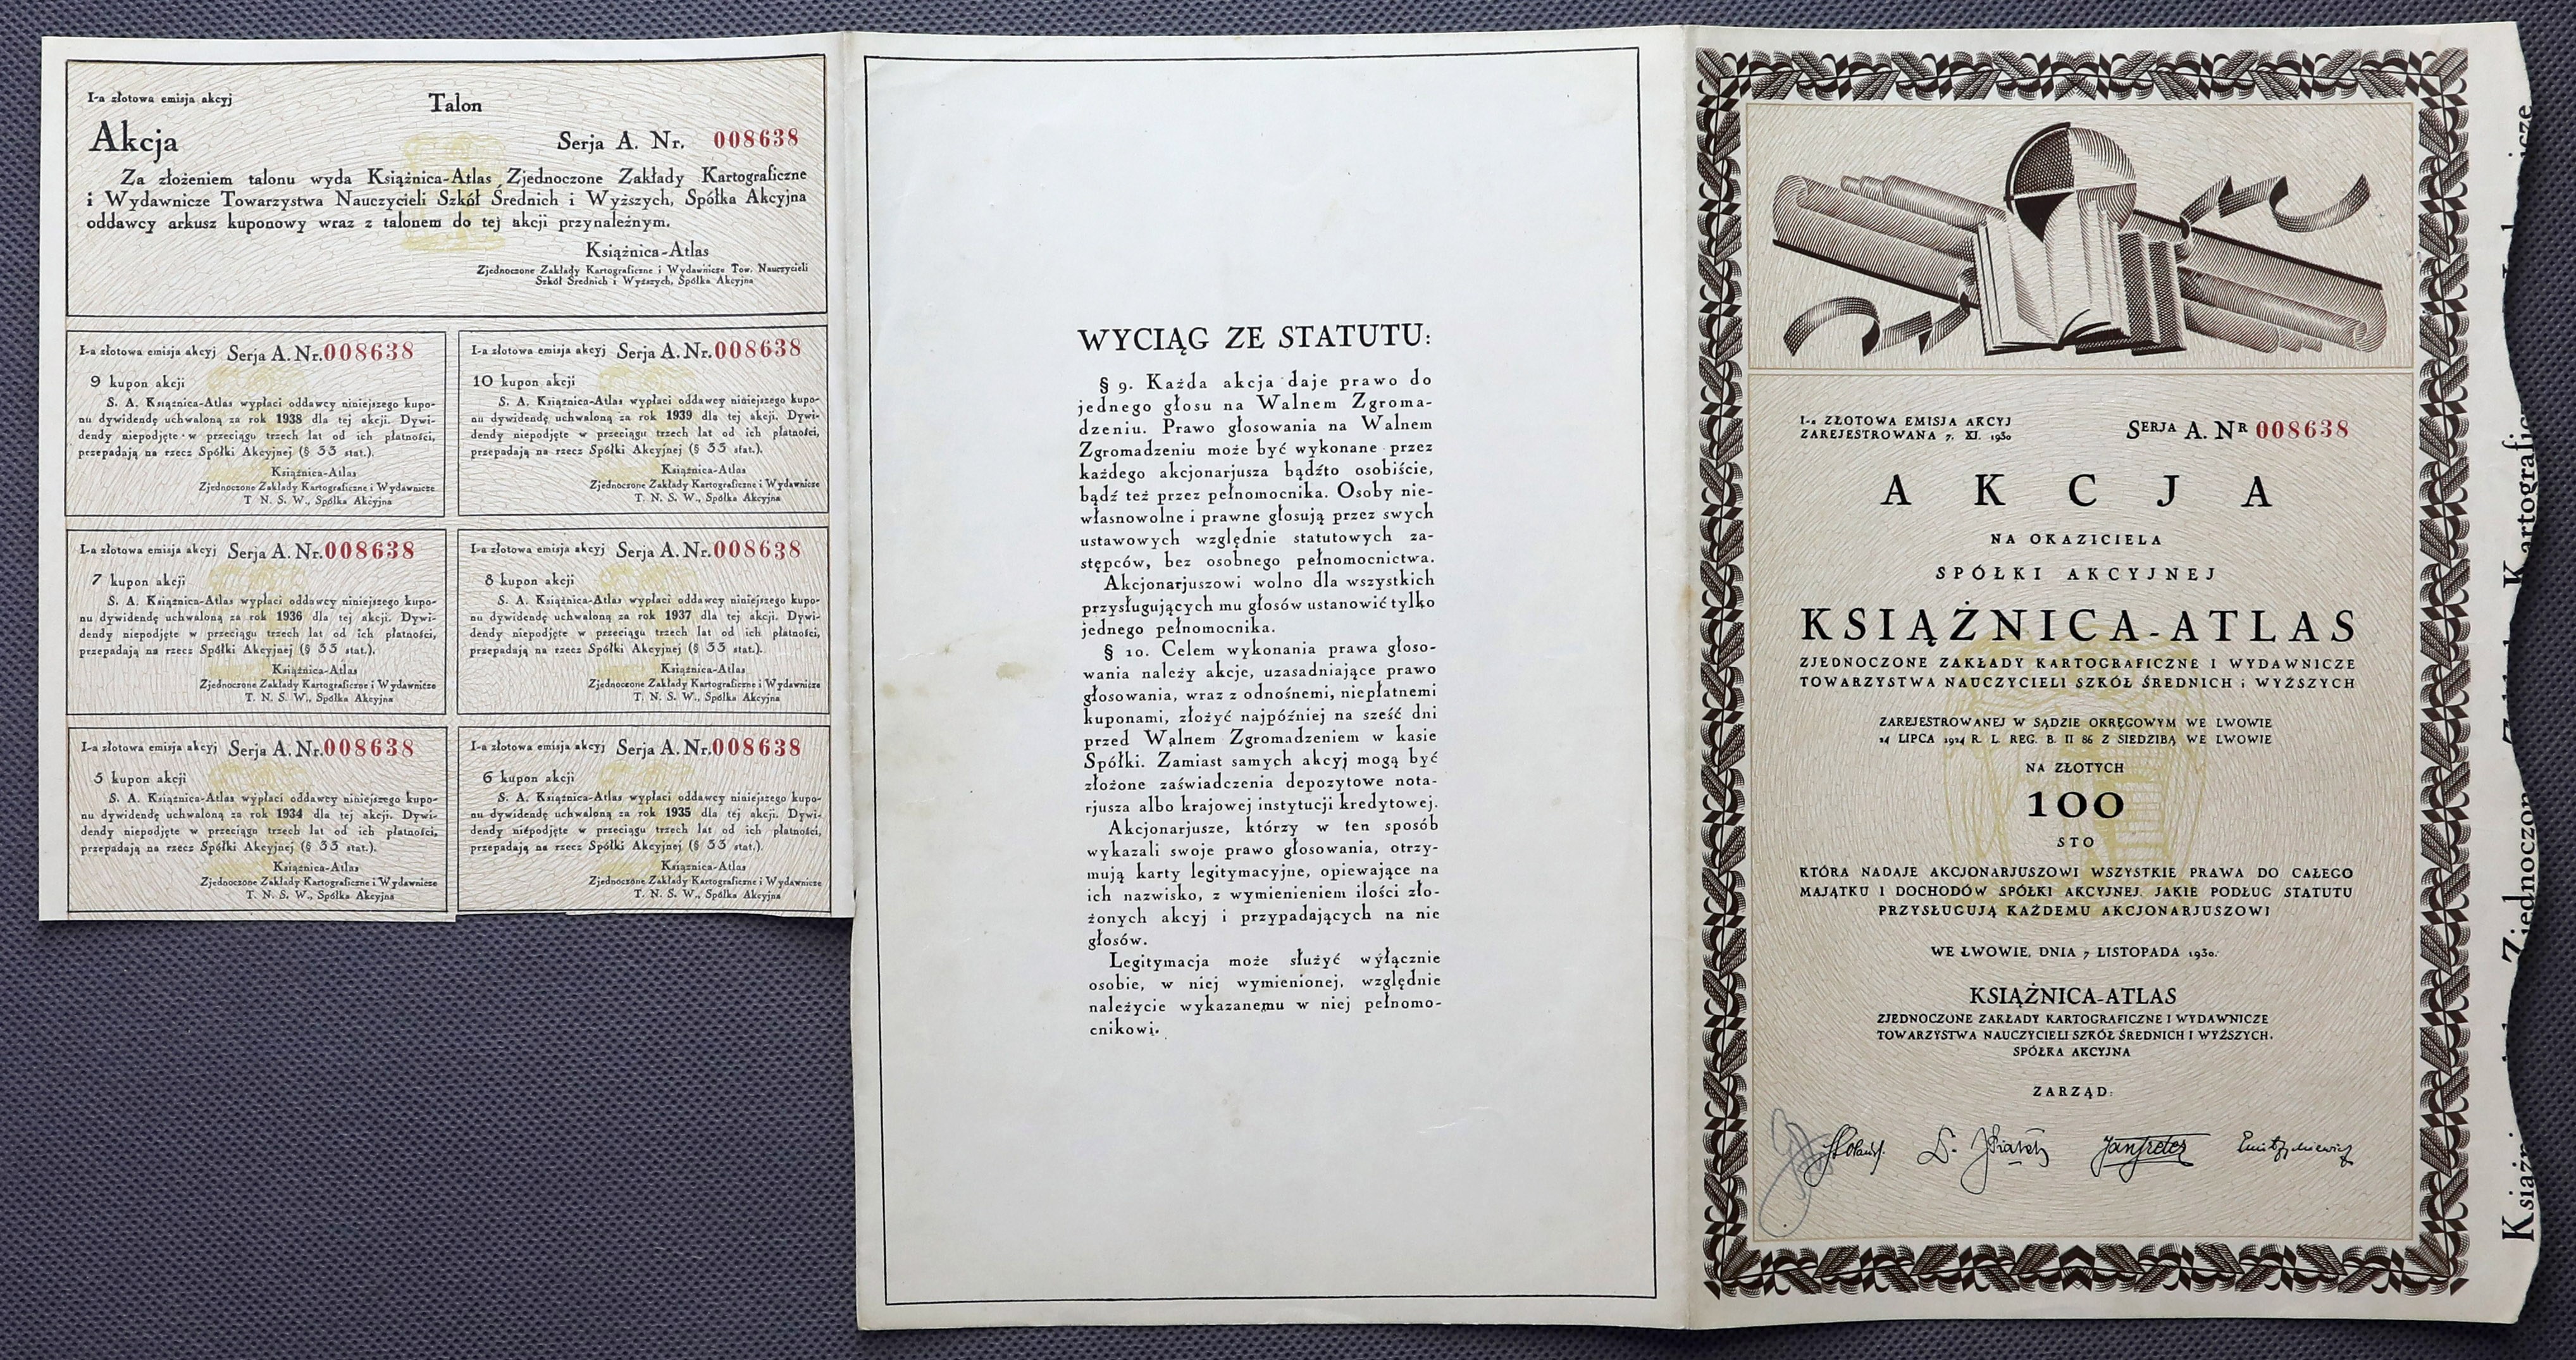 I-a złotowa emisja akcyj
Talon
Akcja
Serja A. Nr. 008638
Za złożeniem talonu wyda Książnica-Atlas Zjednoczone Zakłady Kartograficzne
i Wydawnicze Towarzystwa Nauczycieli Szkół Średnich i Wyższych, Spółka Akcyjna
oddawcy arkusz kuponowy wraz z talonem do tej akcji przynależnym.
Książnica-Atlas
Zjednoczone Zakłady Kartograficzne i Wydawnicze Tow. Nauczycieli
Szkół Średnich i Wyższych, Spółka Akcyjna
I-a złotowa emisja akcyj Serja A. Nr. 008638
9 kupon akcji
S. A. Książnica-Atlas wypłaci oddawcy niniejszego kupo-
nu dywidendę uchwaloną za rok 1938 dla tej akcji. Dywi-
dendy niepodjęte w przeciągu trzech lat od ich płatności,
przepadają na rzecz Spółki Akcyjnej (§ 33 stat.).
Książnica-Atlas
Zjednoczone Zakłady Kartograficzne i Wydawnicze
T. N. S. W., Spółka Akcyjna
I-a złotowa emisja akcyj Serja A. Nr. 008638
10 kupon akcji
S. A. Książnica-Atlas wypłaci oddawcy niniejszego kupo-
nu dywidendę uchwaloną za rok 1939 dla tej akcji. Dywi-
dendy niepodjęte w przeciągu trzech lat od ich płatności,
przepadają na rzecz Spółki Akcyjnej (§ 33 stat.).
Książnica-Atlas
Zjednoczone Zakłady Kartograficzne i Wydawnicze
T. N. S. W., Spółka Akcyjna
I-a złotowa emisja akcyj Serja A. Nr. 008638
7 kupon akcji
S. A. Książnica-Atlas wypłaci oddawcy niniejszego kupo-
nu dywidendę uchwaloną za rok 1936 dla tej akcji. Dywi-
dendy niepodjęte w przeciągu trzech lat od ich płatności,
przepadają na rzecz Spółki Akcyjnej (§ 33 stat.).
Książnica-Atlas
Zjednoczone Zakłady Kartograficzne i Wydawnicze
T. N. S. W., Spółka Akcyjna
I-a złotowa emisja akcyj Serja A. Nr. 008638
8 kupon akcji
S. A. Książnica-Atlas wypłaci oddawcy niniejszego kupo-
nu dywidendę uchwaloną za rok 1937 dla tej akcji. Dywi-
dendy niepodjęte w przeciągu trzech lat od ich płatności,
przepadają na rzecz Spółki Akcyjnej (§ 33 stat.).
Książnica-Atlas
Zjednoczone Zakłady Kartograficzne i Wydawnicze
T. N. S. W., Spółka Akcyjna
I-a złotowa emisja akcyj Serja A. Nr. 008638
5 kupon akcji
S. A. Książnica-Atlas wypłaci oddawcy niniejszego kupo-
nu dywidendę uchwaloną za rok 1934 dla tej akcji. Dywi-
dendy niepodjęte w przeciągu trzech lat od ich płatności,
przepadają na rzecz Spółki Akcyjnej (§ 33 stat.).
Książnica-Atlas
Zjednoczone Zakłady Kartograficzne i Wydawnicze
T. N. S. W., Spółka Akcyjna
I-a złotowa emisja akcyj Serja A. Nr. 008638
6 kupon akcji
S. A. Książnica-Atlas wypłaci oddawcy niniejszego kupo-
nu dywidendę uchwaloną za rok 1935 dla tej akcji. Dywi-
dendy niepodjęte w przeciągu trzech lat od ich płatności,
przepadają na rzecz Spółki Akcyjnej (§ 33 stat.).
Książnica-Atlas
Zjednoczone Zakłady Kartograficzne i Wydawnicze
T. N. S. W., Spółka Akcyjna
WYCIĄG ZE STATUTU:
§ 9. Każda akcja daje prawo do
jednego głosu na Walnem Zgroma-
dzeniu. Prawo głosowania na Walnem
Zgromadzeniu może być wykonane przez
każdego akcjonarjusza bądźto osobiście,
bądź też przez pełnomocnika. Osoby nie-
własnowolne i prawne głosują przez swych
ustawowych względnie statutowych za-
stępców, bez osobnego pełnomocnictwa.
Akcjonarjuszowi wolno dla wszystkich
przysługujących mu głosów ustanowić tylko
jednego pełnomocnika.
§ 10. Celem wykonania prawa głoso-
wania należy akcje, uzasadniające prawo
głosowania, wraz z odnośnemi, niepłatnemi
kuponami, złożyć najpóźniej na sześć dni
przed Walnem Zgromadzeniem w kasie
Spółki. Zamiast samych akcyj mogą być
złożone zaświadczenia depozytowe nota-
rjusza albo krajowej instytucji kredytowej.
Akcjonarjusze, którzy w ten sposób
wykazali swoje prawo głosowania, otrzy-
mują karty legitymacyjne, opiewające na
ich nazwisko, z wymienieniem ilości zło-
żonych akcyj i przypadających na nie
głosów.
Legitymacja może służyć wyłącznie
osobie, w niej wymienionej, względnie
należycie wykazanemu w niej pełnomo-
cnikowi.
I-a ZŁOTOWA EMISJA AKCYJ
ZAREJESTROWANA 7. XI. 1930
SERJA A. NR 008638
AKCJA
NA OKAZICIELA
SPÓŁKI AKCYJNEJ
KSIĄŻNICA-ATLAS
ZJEDNOCZONE ZAKŁADY KARTOGRAFICZNE I WYDAWNICZE
TOWARZYSTWA NAUCZYCIELI SZKÓŁ ŚREDNICH i WYŻSZYCH
ZAREJESTROWANEJ W SĄDZIE OKRĘGOWYM WE LWOWIE
24 LIPCA 1924 R. L. REG. B. II 86 Z SIEDZIBĄ WE LWOWIE
NA ZŁOTYCH
100
STO
KTÓRA NADAJE AKCJONARJUSZOWI WSZYSTKIE PRAWA DO CAŁEGO
MAJĄTKU I DOCHODÓW SPÓŁKI AKCYJNEJ, JAKIE PODŁUG STATUTU
PRZYSŁUGUJĄ KAŻDEMU AKCJONARJUSZOWI
WE LWOWIE, DNIA 7 LISTOPADA 1930.
KSIĄŻNICA-ATLAS
ZJEDNOCZONE ZAKŁADY KARTOGRAFICZNE I WYDAWNICZE
TOWARZYSTWA NAUCZYCIELI SZKÓŁ ŚREDNICH I WYŻSZYCH,
SPÓŁKA AKCYJNA
ZARZĄD: